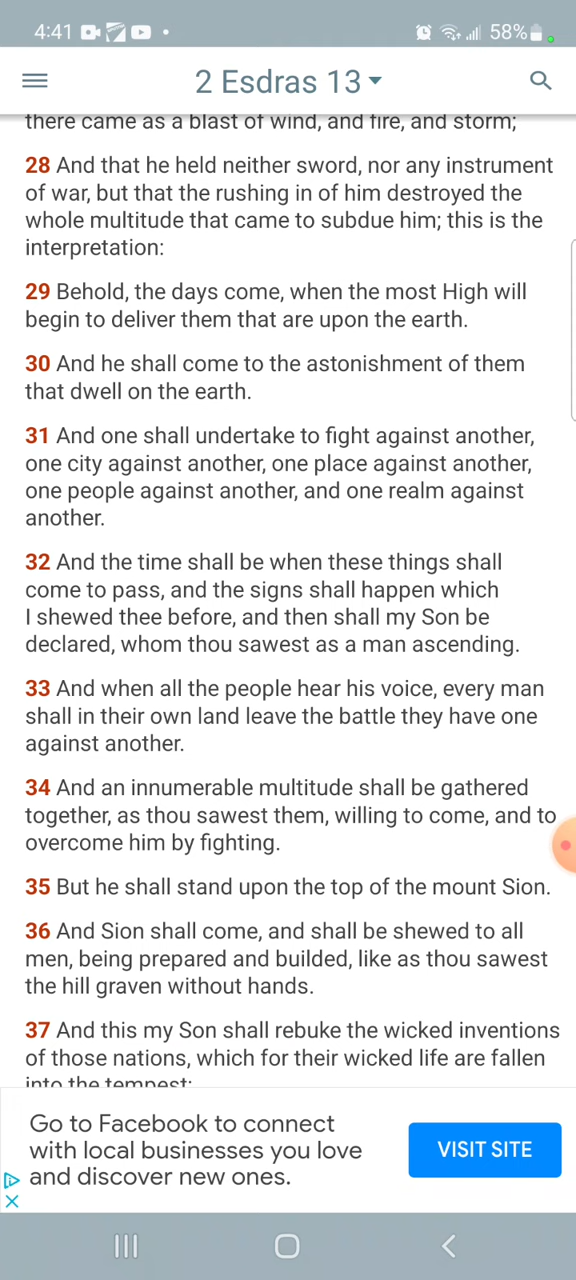 4:41
58%
2 Esdras 13
there came as a blast of wind, and fire, and storm;
28 And that he held neither sword, nor any instrument
of war, but that the rushing in of him destroyed the
whole multitude that came to subdue him; this is the
interpretation:
29 Behold, the days come, when the most High will
begin to deliver them that are upon the earth.
30 And he shall come to the astonishment of them
that dwell on the earth.
31 And one shall undertake to fight against another,
one city against another, one place against another,
one people against another, and one realm against
another.
32 And the time shall be when these things shall
come to pass, and the signs shall happen which
I shewed thee before, and then shall my Son be
declared, whom thou sawest as a man ascending.
33 And when all the people hear his voice, every man
shall in their own land leave the battle they have one
against another.
34 And an innumerable multitude shall be gathered
together, as thou sawest them, willing to come, and to
overcome him by fighting.
35 But he shall stand upon the top of the mount Sion.
36 And Sion shall come, and shall be shewed to all
men, being prepared and builded, like as thou sawest
the hill graven without hands.
37 And this my Son shall rebuke the wicked inventions
of those nations, which for their wicked life are fallen
into the tempest;
Go to Facebook to connect
with local businesses you love
and discover new ones.
VISIT SITE